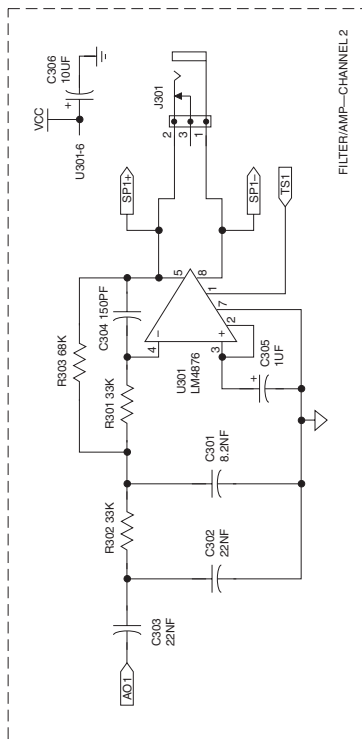 C306
10UF
+
VCC
U301-6
J301
2
3
1
SP1+
SP1–
TS1
R303 68K
C304 150PF
R301 33K
R302 33K
5
8
1
7
2
4
–
3
+
U301
LM4876
C305
1UF
+
C301
8.2NF
C302
22NF
C303
22NF
AO1
FILTER/AMP—CHANNEL 2